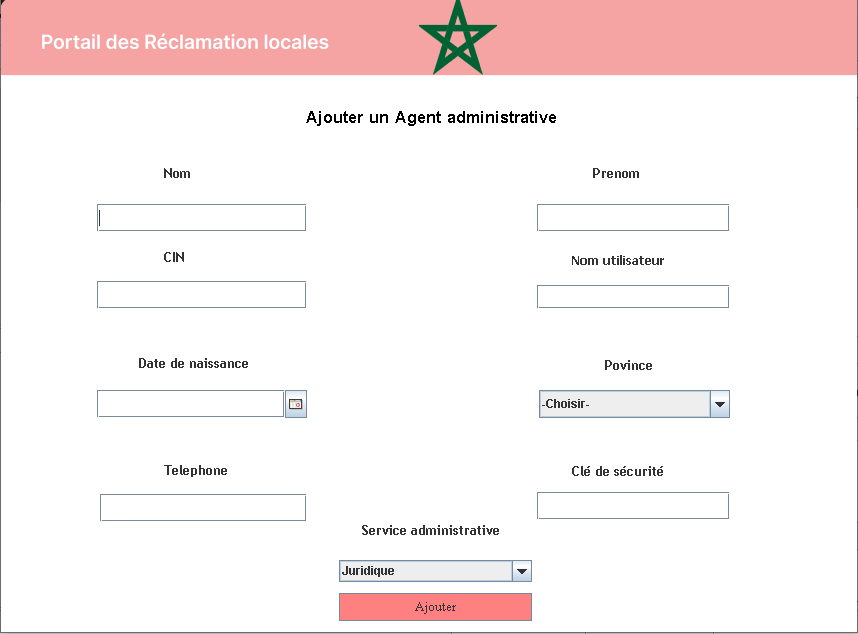 Portail des Réclamation locales
Ajouter un Agent administrative
Nom
Prenom
CIN
Nom utilisateur
Date de naissance
Povince
-Choisir-
Telephone
Clé de sécurité
Service administrative
Juridique
Ajouter